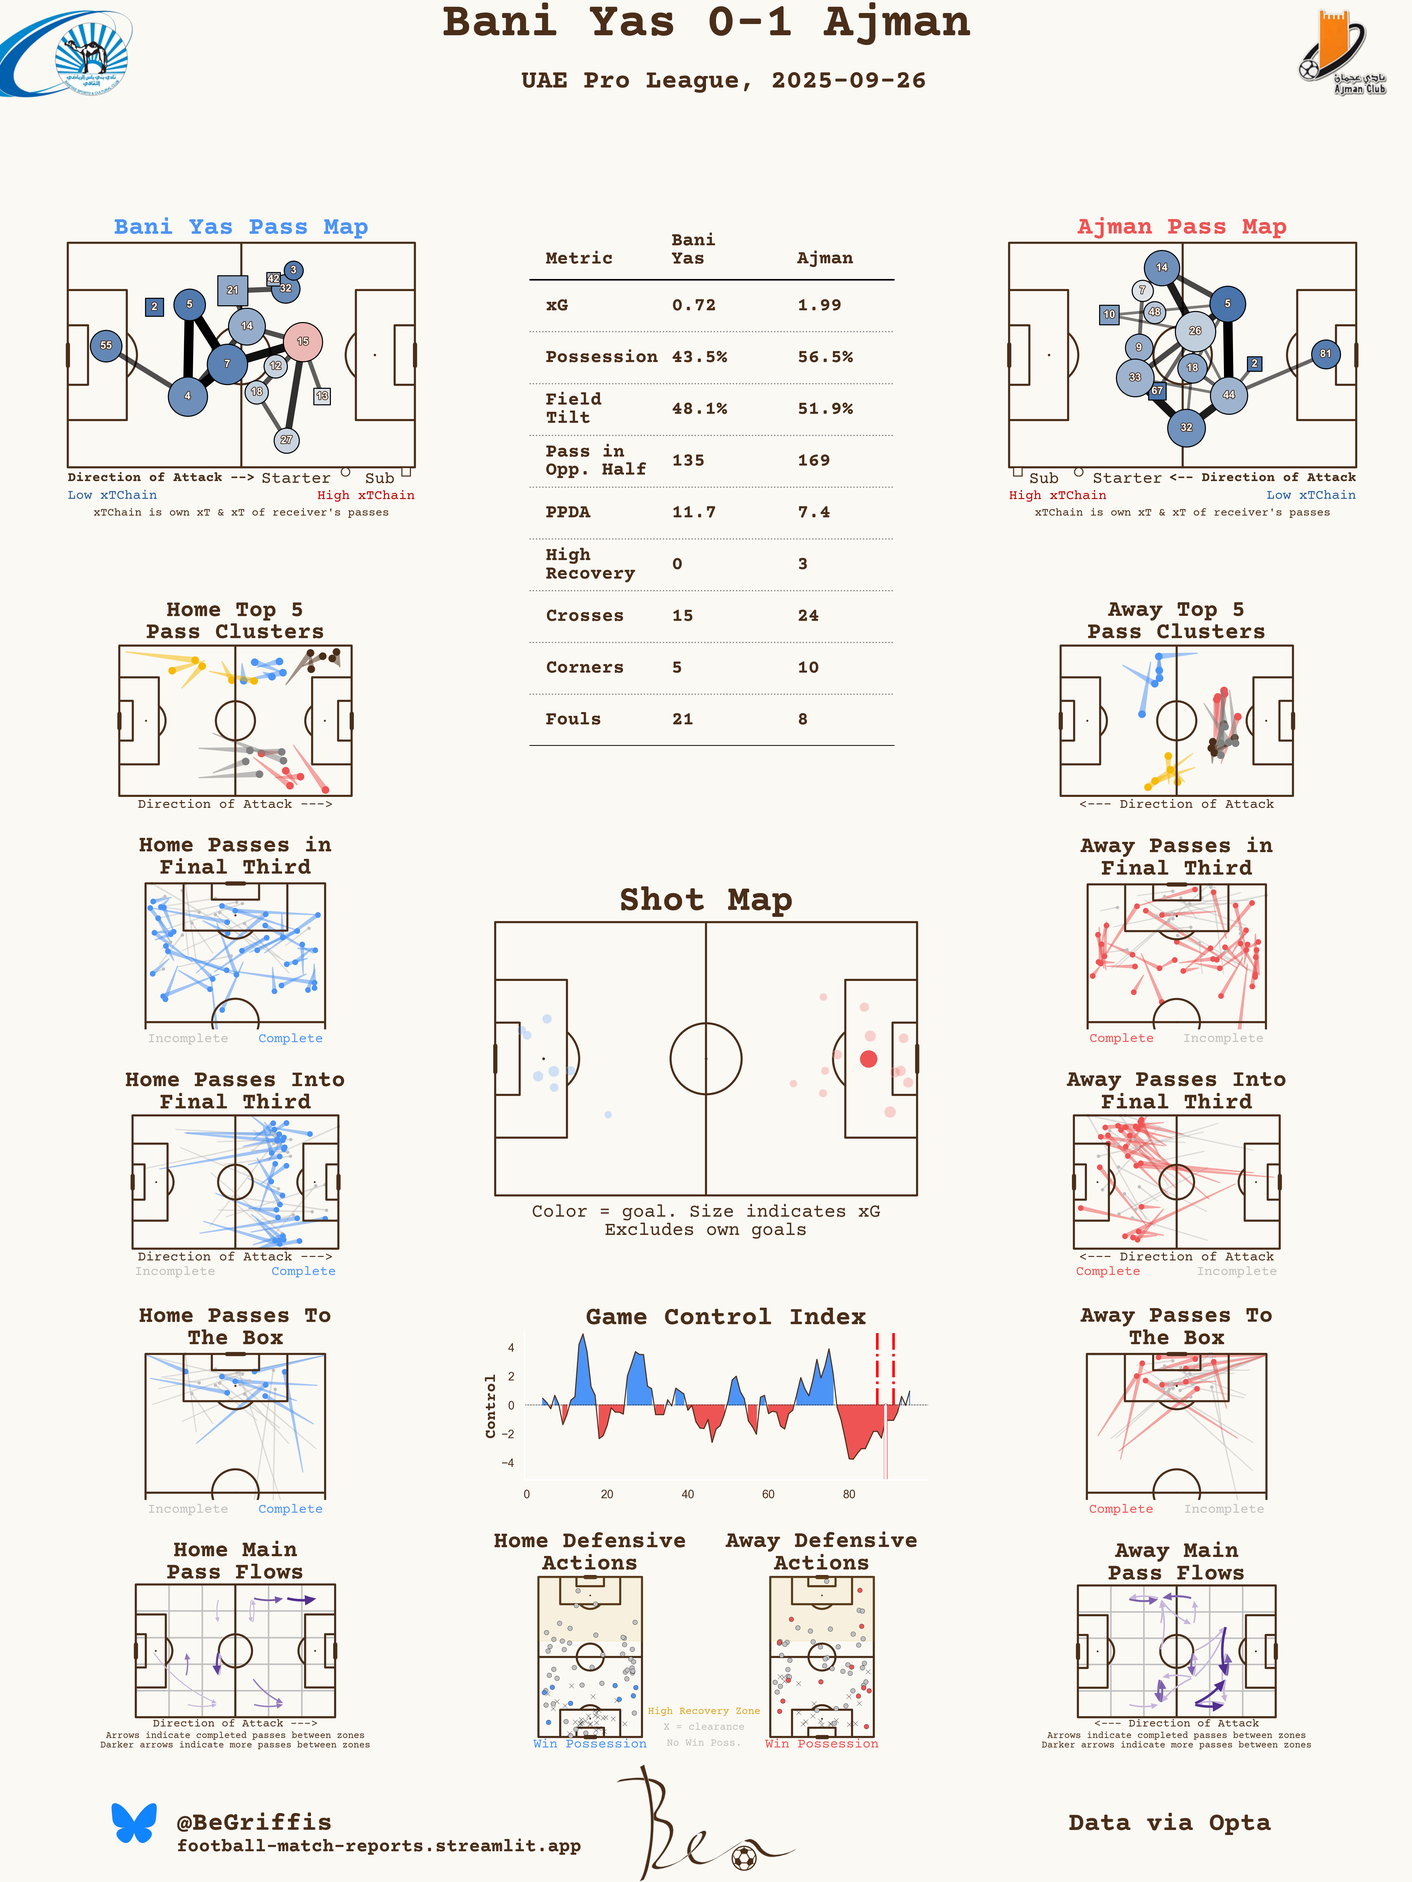 Bani Yas 0-1 Ajman
UAE Pro League, 2025-09-26
نادي عجمان
Ajman Club
Bani Yas Pass Map
55
2
5
4
21
42
3
32
14
7
15
12
18
13
27
Direction of Attack --> Starter Sub
Low xTChain High xTChain
xTChain is own xT & xT of receiver's passes
Metric Bani Yas Ajman
xG 0.72 1.99
Possession 43.5% 56.5%
Field Tilt 48.1% 51.9%
Pass in Opp. Half 135 169
PPDA 11.7 7.4
High Recovery 0 3
Crosses 15 24
Corners 5 10
Fouls 21 8
Ajman Pass Map
14
7
10
48
5
26
9
18
2
81
33
67
44
32
Sub Starter <-- Direction of Attack
High xTChain Low xTChain
xTChain is own xT & xT of receiver's passes
Home Top 5
Pass Clusters
Direction of Attack --->
Away Top 5
Pass Clusters
<--- Direction of Attack
Home Passes in
Final Third
Incomplete Complete
Away Passes in
Final Third
Complete Incomplete
Shot Map
Color = goal. Size indicates xG
Excludes own goals
Home Passes Into
Final Third
Direction of Attack --->
Incomplete Complete
Away Passes Into
Final Third
<--- Direction of Attack
Complete Incomplete
Home Passes To
The Box
Incomplete Complete
Game Control Index
Control
4
2
0
−2
−4
0 20 40 60 80
Away Passes To
The Box
Complete Incomplete
Home Main
Pass Flows
Direction of Attack --->
Arrows indicate completed passes between zones
Darker arrows indicate more passes between zones
Home Defensive
Actions
Win Possession
High Recovery Zone
X = clearance
No Win Poss.
Away Defensive
Actions
Win Possession
Away Main
Pass Flows
<--- Direction of Attack
Arrows indicate completed passes between zones
Darker arrows indicate more passes between zones
@BeGriffis
football-match-reports.streamlit.app
Ben
Data via Opta